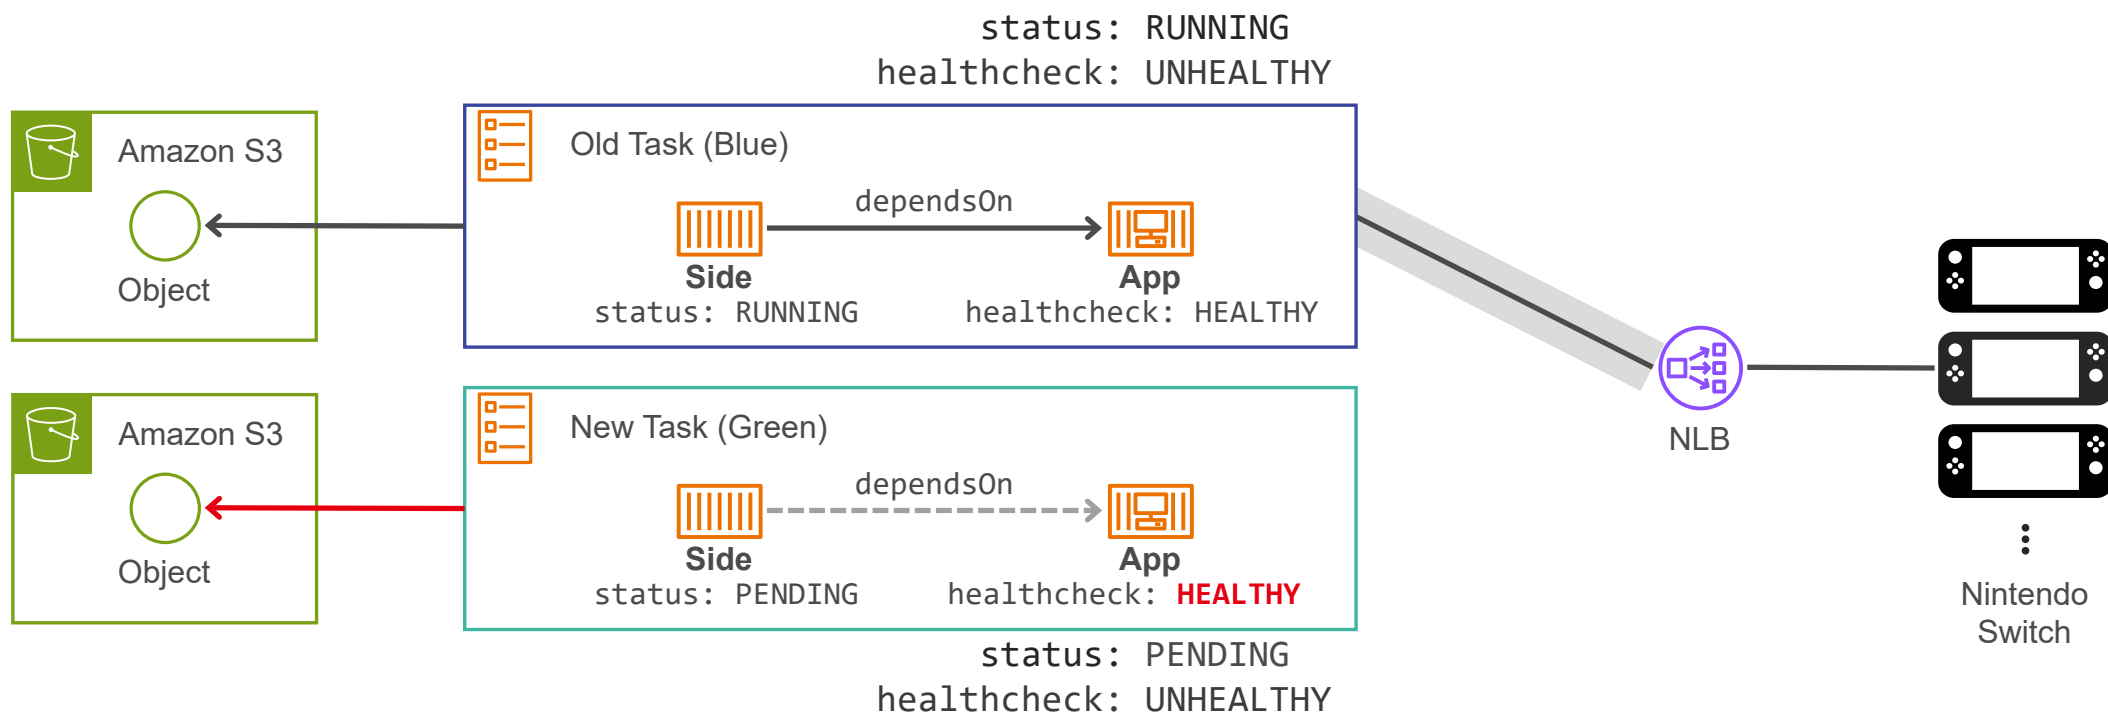 status: RUNNING
healthcheck: UNHEALTHY
Amazon S3
Object
Old Task (Blue)
dependsOn
Side
status: RUNNING
App
healthcheck: HEALTHY
Amazon S3
Object
New Task (Green)
dependsOn
Side
status: PENDING
App
healthcheck: HEALTHY
status: PENDING
healthcheck: UNHEALTHY
NLB
Nintendo
Switch